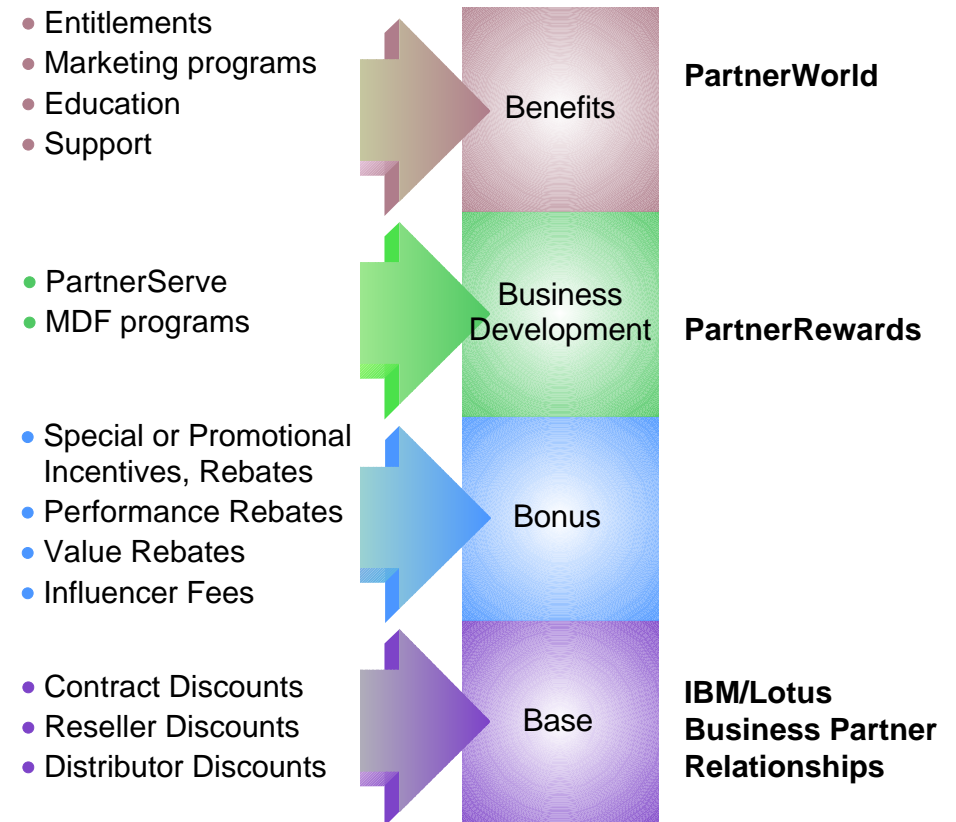 • Entitlements
• Marketing programs
• Education
• Support
Benefits
PartnerWorld
• PartnerServe
• MDF programs
Business
Development
PartnerRewards
• Special or Promotional
Incentives, Rebates
• Performance Rebates
• Value Rebates
• Influencer Fees
Bonus
• Contract Discounts
• Reseller Discounts
• Distributor Discounts
Base
IBM/Lotus
Business Partner
Relationships